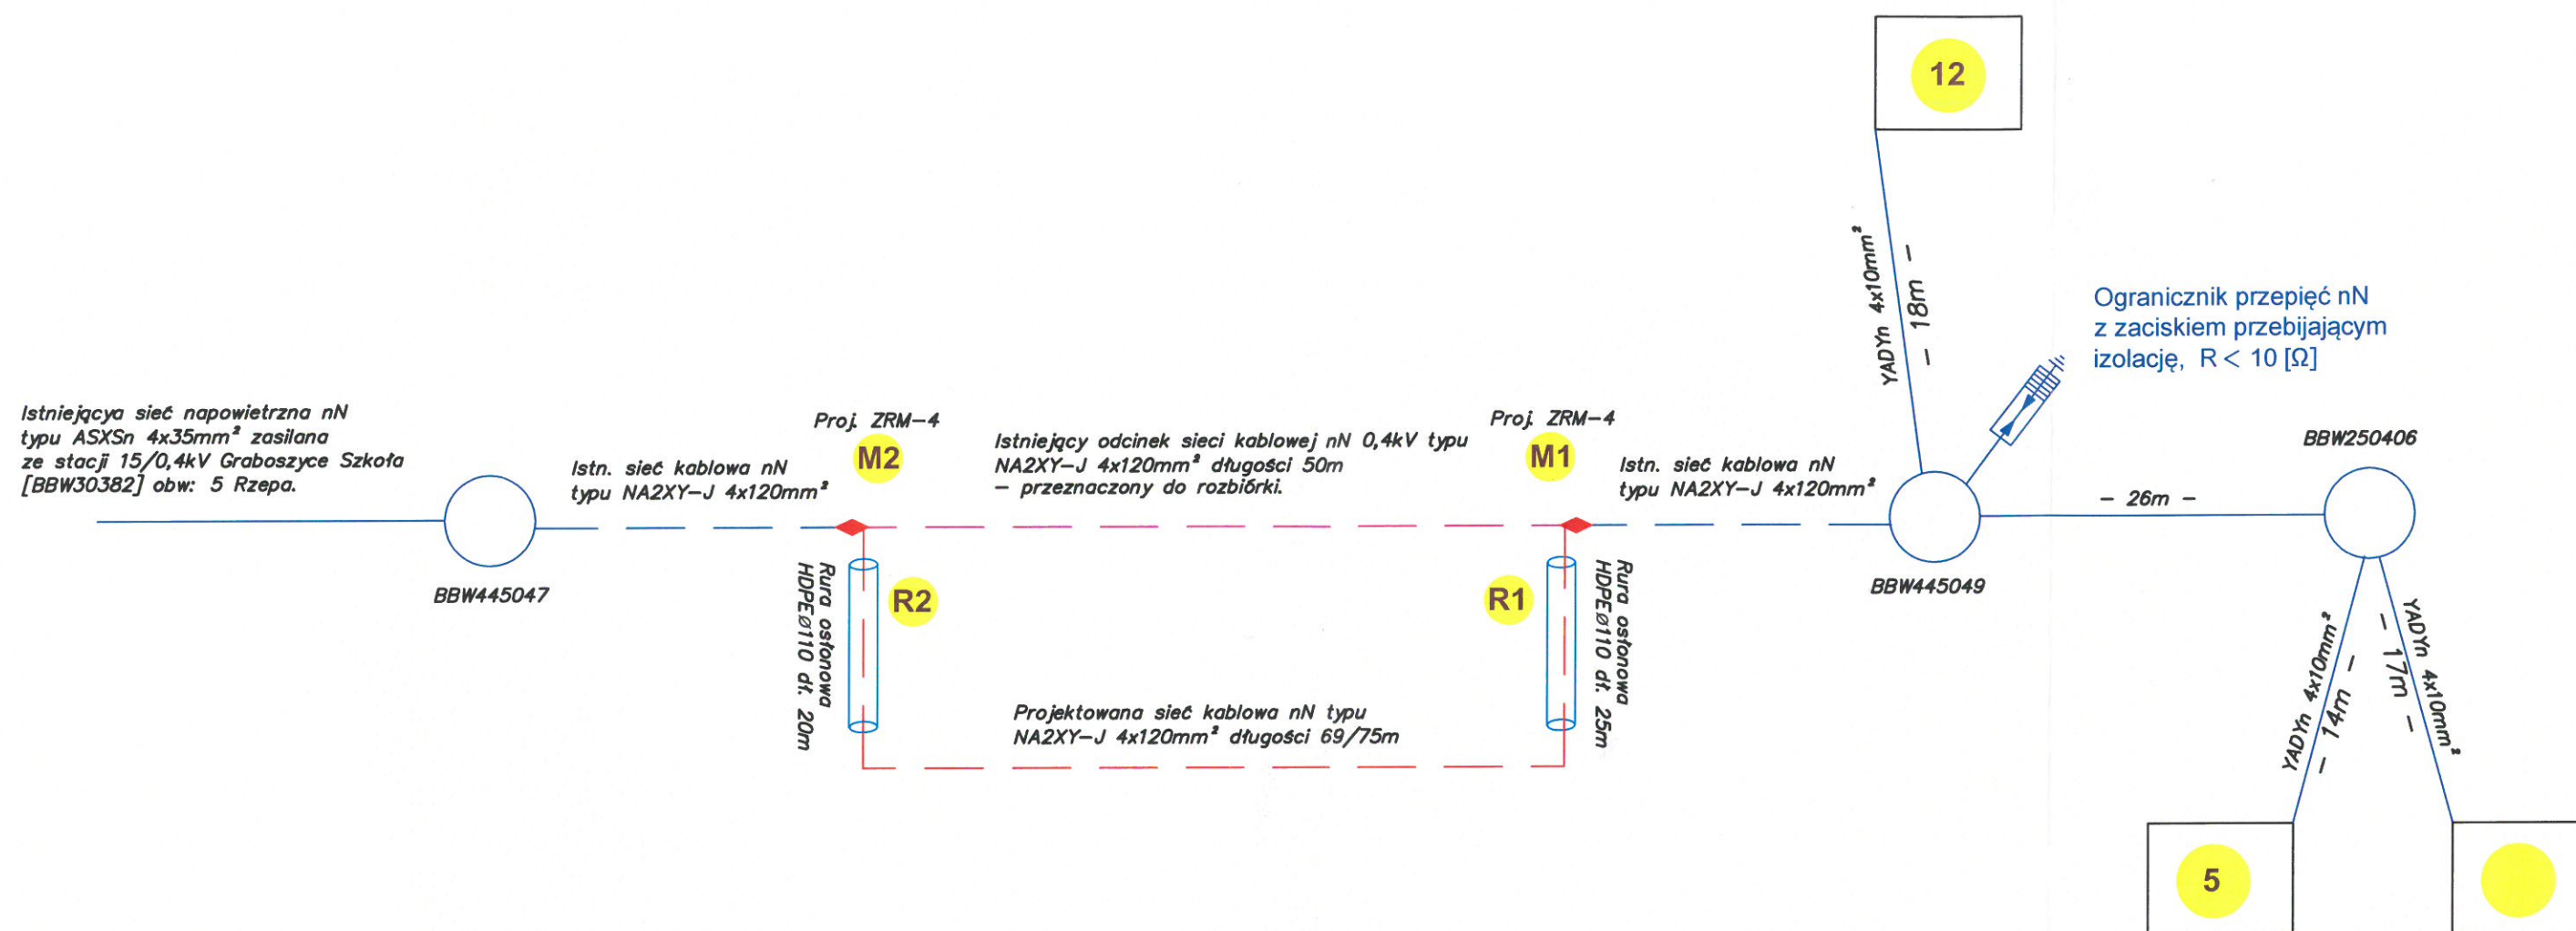 12
YADYn 4x10mm²
- 18m -
Ogranicznik przepięć nN
z zaciskiem przebijającym
izolację, R < 10 [Ω]
Istniejącya sieć napowietrzna nN
typu ASXSn 4x35mm² zasilana
ze stacji 15/0,4kV Graboszyce Szkoła
[BBW30382] obw: 5 Rzepa.
BBW445047
Istn. sieć kablowa nN
typu NA2XY-J 4x120mm²
Proj. ZRM-4
M2
Istniejący odcinek sieci kablowej nN 0,4kV typu
NA2XY-J 4x120mm² długości 50m
- przeznaczony do rozbiórki.
Proj. ZRM-4
M1
Istn. sieć kablowa nN
typu NA2XY-J 4x120mm²
BBW445049
- 26m -
BBW250406
Rura osłonowa
HDPEø110 dł. 20m
R2
R1
Rura osłonowa
HDPEø110 dł. 25m
Projektowana sieć kablowa nN typu
NA2XY-J 4x120mm² długości 69/75m
YADYn 4x10mm²
- 14m -
YADYn 4x10mm²
- 17m -
5